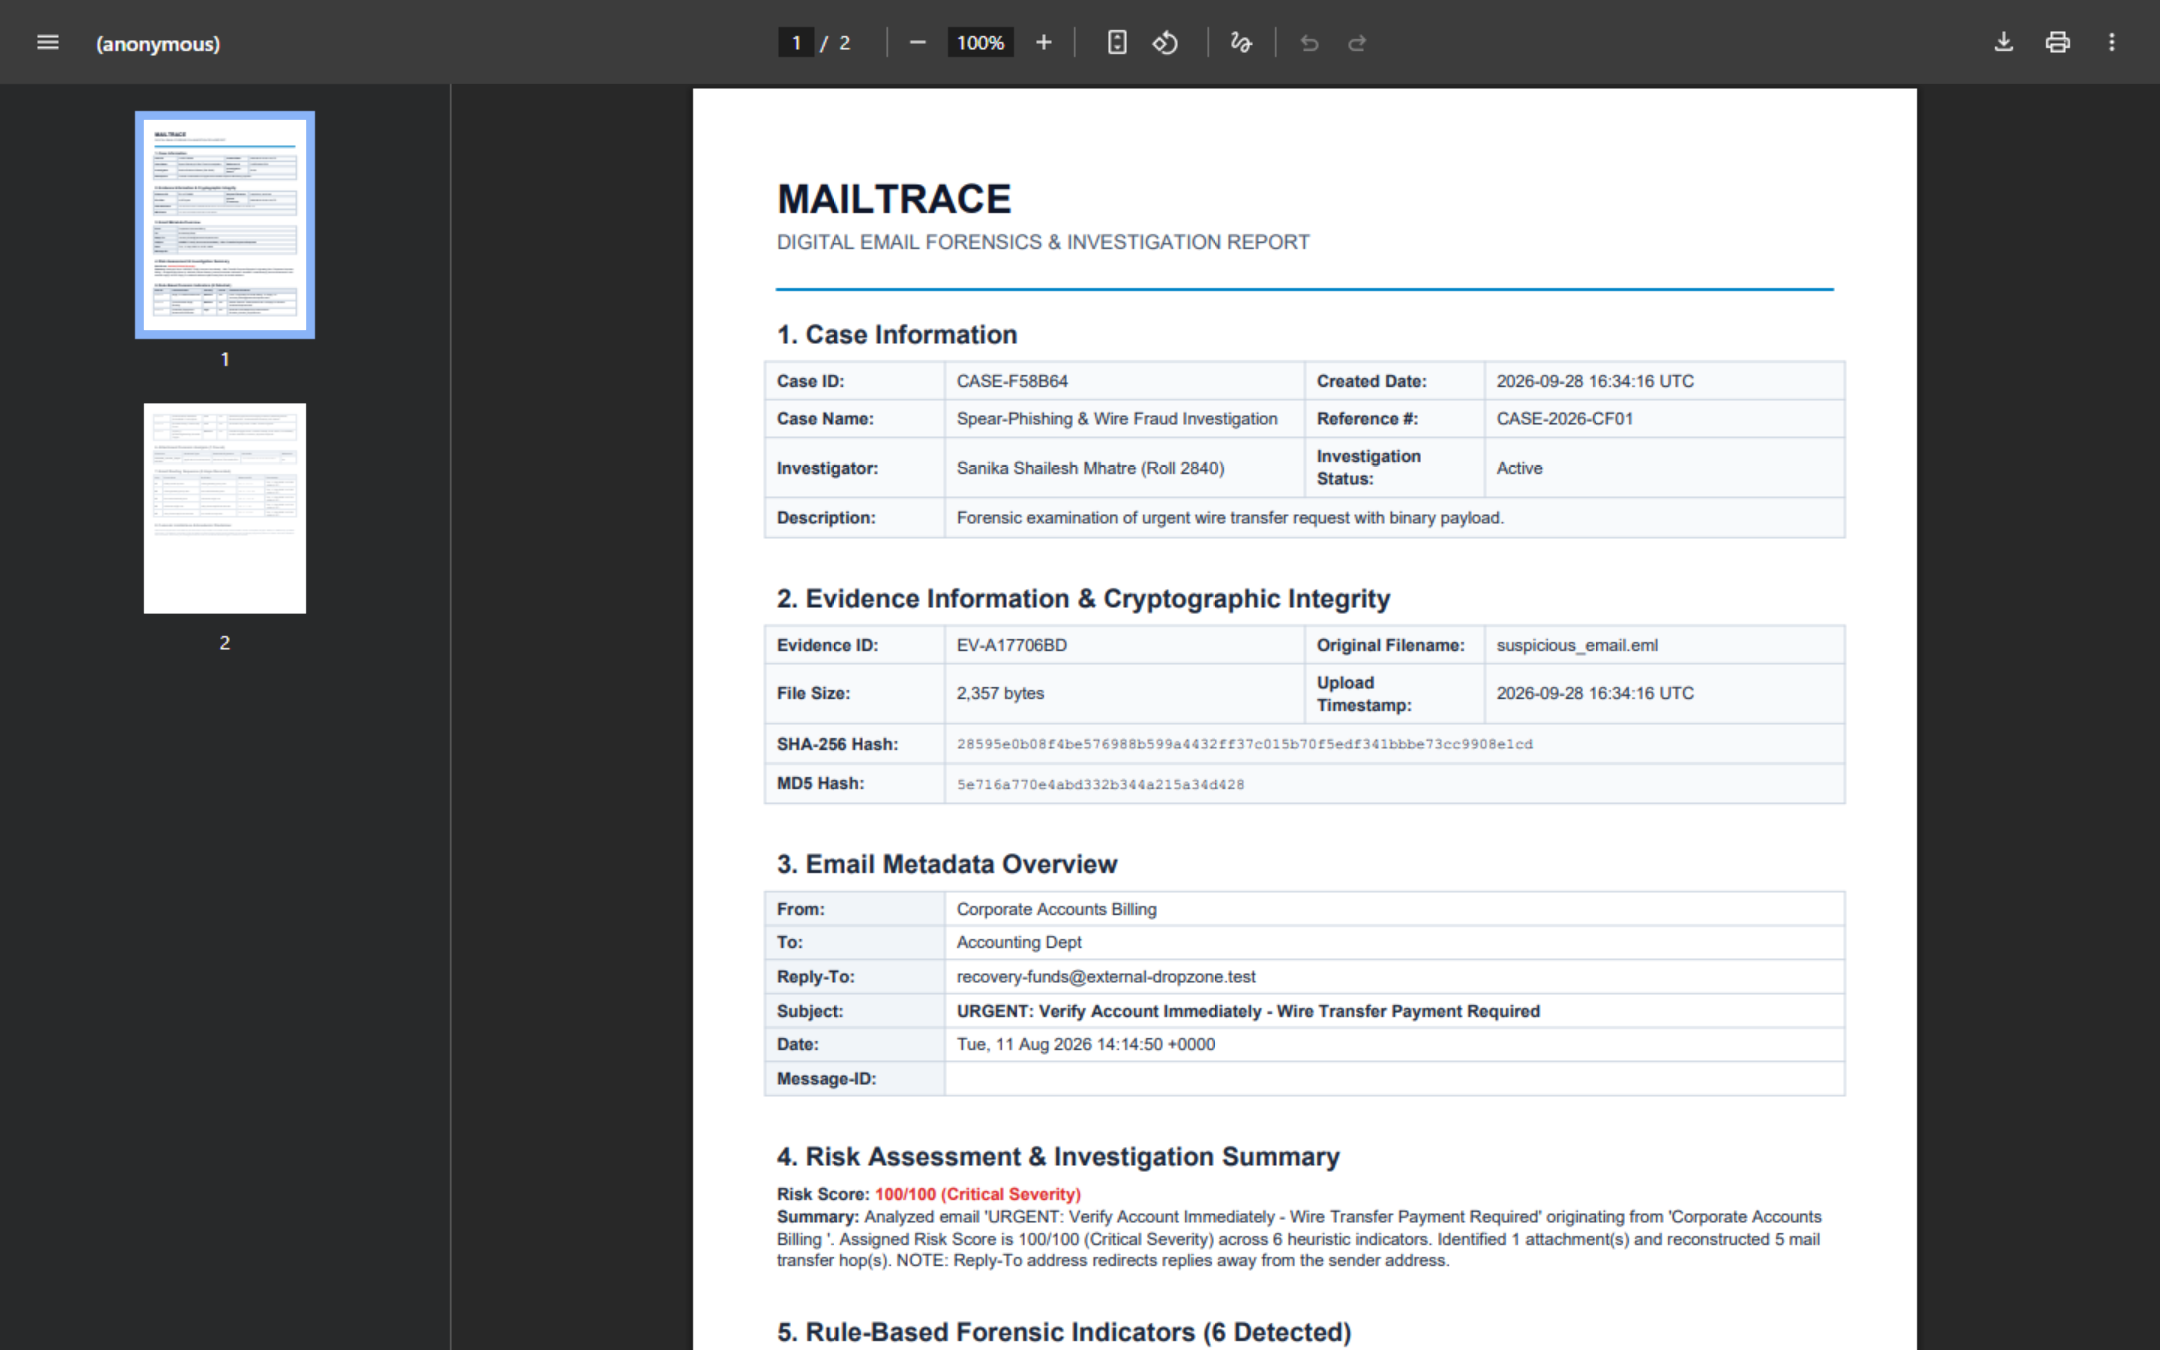 (anonymous)
1 / 2
100%
1
2
MAILTRACE
DIGITAL EMAIL FORENSICS & INVESTIGATION REPORT
1. Case Information
Case ID: CASE-F58B64 Created Date: 2026-09-28 16:34:16 UTC
Case Name: Spear-Phishing & Wire Fraud Investigation Reference #: CASE-2026-CF01
Investigator: Sanika Shailesh Mhatre (Roll 2840) Investigation Status: Active
Description: Forensic examination of urgent wire transfer request with binary payload.
2. Evidence Information & Cryptographic Integrity
Evidence ID: EV-A17706BD Original Filename: suspicious_email.eml
File Size: 2,357 bytes Upload Timestamp: 2026-09-28 16:34:16 UTC
SHA-256 Hash: 28595e0b08f4be576988b599a4432ff37c015b70f5edf341bbbe73cc9908e1cd
MD5 Hash: 5e716a770e4abd332b344a215a34d428
3. Email Metadata Overview
From: Corporate Accounts Billing
To: Accounting Dept
Reply-To: recovery-funds@external-dropzone.test
Subject: URGENT: Verify Account Immediately - Wire Transfer Payment Required
Date: Tue, 11 Aug 2026 14:14:50 +0000
Message-ID:
4. Risk Assessment & Investigation Summary
Risk Score: 100/100 (Critical Severity)
Summary: Analyzed email 'URGENT: Verify Account Immediately - Wire Transfer Payment Required' originating from 'Corporate Accounts
Billing '. Assigned Risk Score is 100/100 (Critical Severity) across 6 heuristic indicators. Identified 1 attachment(s) and reconstructed 5 mail
transfer hop(s). NOTE: Reply-To address redirects replies away from the sender address.
5. Rule-Based Forensic Indicators (6 Detected)